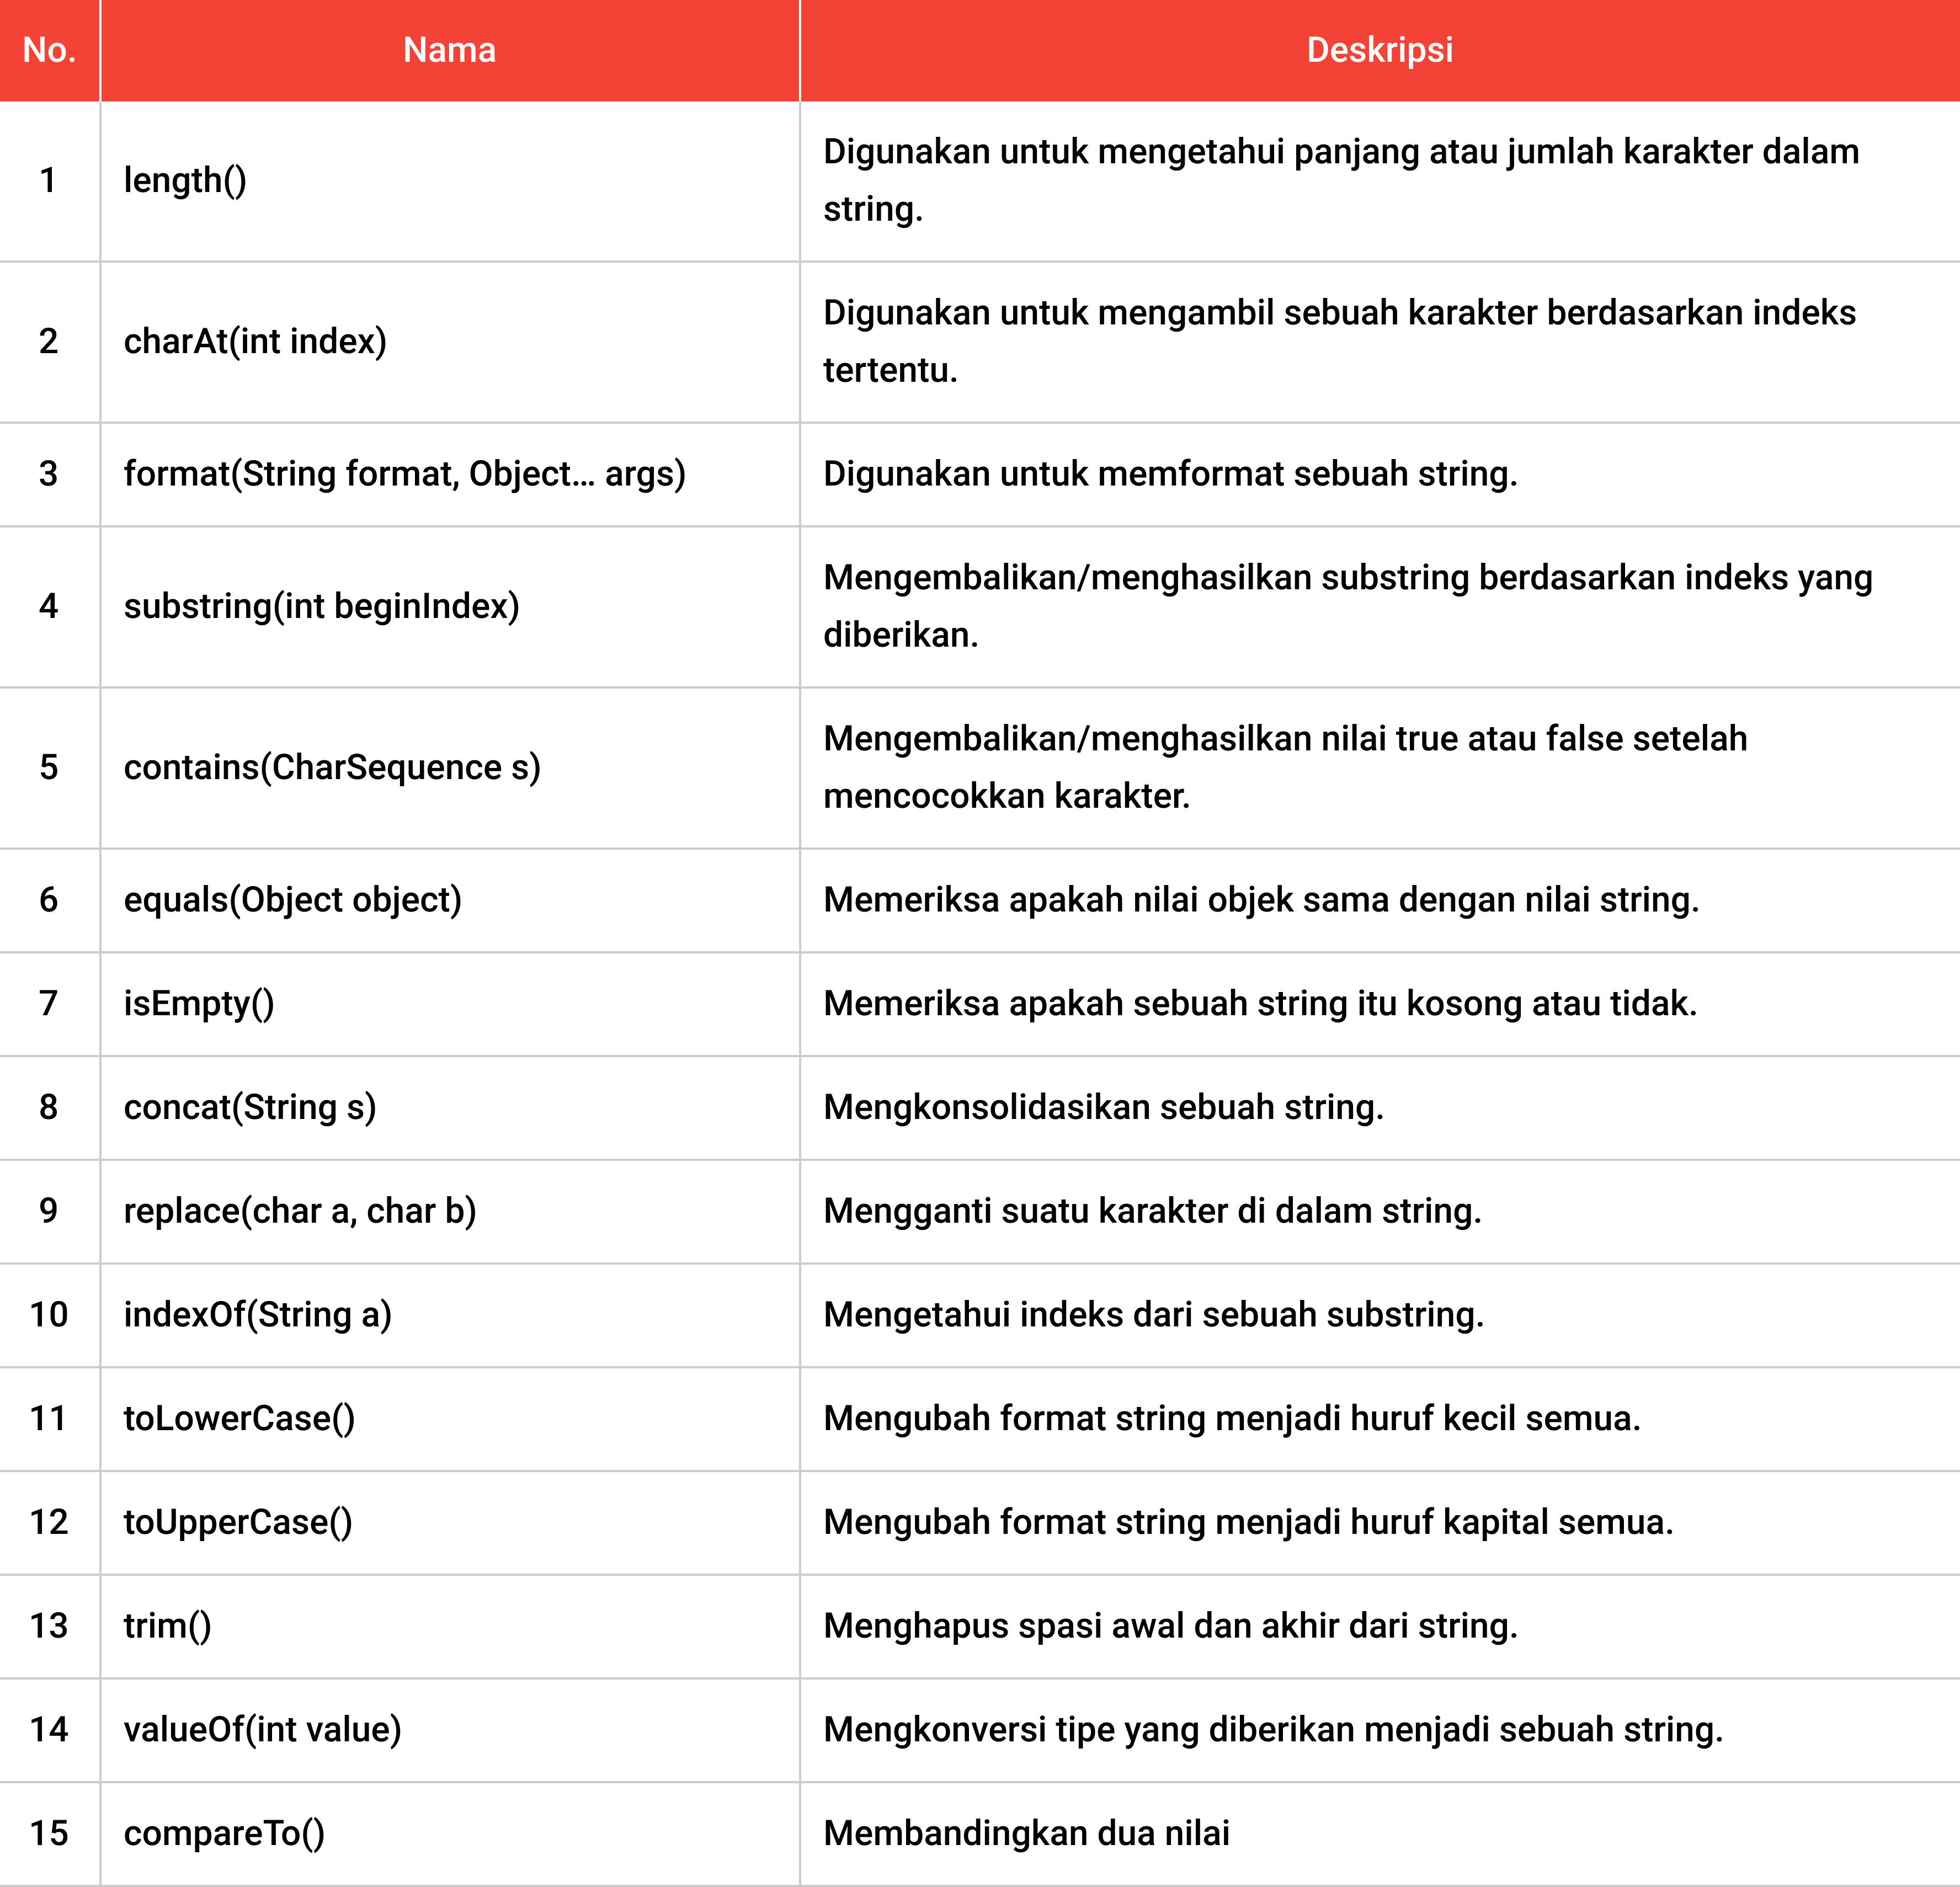 No. Nama Deskripsi
1 length() Digunakan untuk mengetahui panjang atau jumlah karakter dalam
string.
2 charAt(int index) Digunakan untuk mengambil sebuah karakter berdasarkan indeks
tertentu.
3 format(String format, Object... args) Digunakan untuk memformat sebuah string.
4 substring(int beginIndex) Mengembalikan/menghasilkan substring berdasarkan indeks yang
diberikan.
5 contains(CharSequence s) Mengembalikan/menghasilkan nilai true atau false setelah
mencocokkan karakter.
6 equals(Object object) Memeriksa apakah nilai objek sama dengan nilai string.
7 isEmpty() Memeriksa apakah sebuah string itu kosong atau tidak.
8 concat(String s) Mengkonsolidasikan sebuah string.
9 replace(char a, char b) Mengganti suatu karakter di dalam string.
10 indexOf(String a) Mengetahui indeks dari sebuah substring.
11 toLowerCase() Mengubah format string menjadi huruf kecil semua.
12 toUpperCase() Mengubah format string menjadi huruf kapital semua.
13 trim() Menghapus spasi awal dan akhir dari string.
14 valueOf(int value) Mengkonversi tipe yang diberikan menjadi sebuah string.
15 compareTo() Membandingkan dua nilai